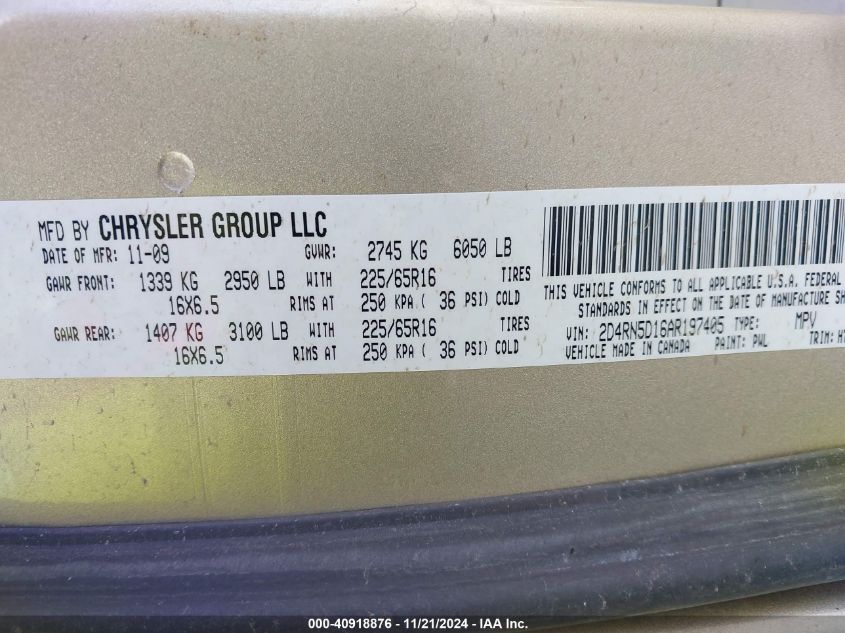 MFD BY CHRYSLER GROUP LLC
DATE OF MFR: 11-09 GVWR: 2745 KG 6050 LB
GAWR FRONT: 1339 KG 2950 LB WITH 225/65R16 TIRES
16X6.5 RIMS AT 250 KPA ( 36 PSI) COLD
GAWR REAR: 1407 KG 3100 LB WITH 225/65R16 TIRES
16X6.5 RIMS AT 250 KPA ( 36 PSI) COLD
THIS VEHICLE CONFORMS TO ALL APPLICABLE U.S.A. FEDERAL
STANDARDS IN EFFECT ON THE DATE OF MANUFACTURE SH
VIN: 2D4RN5D16AR197405 TYPE: MPV
VEHICLE MADE IN CANADA PAINT: PWL TRIM:
000-40918876 / 11/21/2024 / IAA Inc.